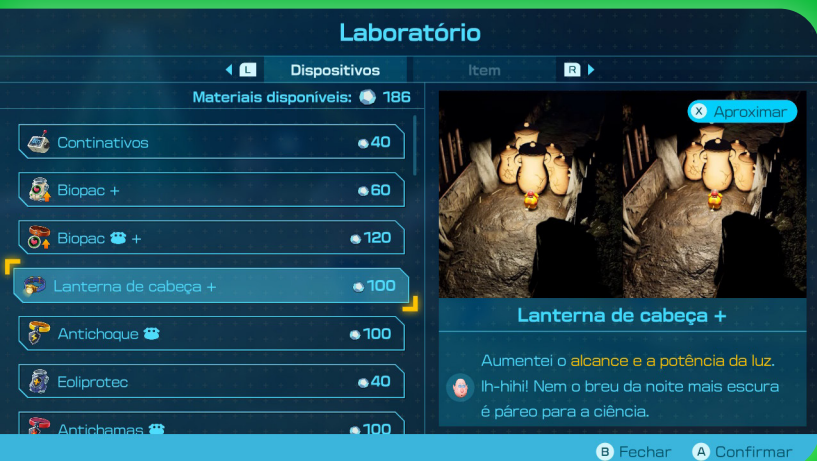 Laboratório
L Dispositivos Item R
Materiais disponíveis: 186
X Aproximar
Continativos 40
Biopac + 60
Biopac + 120
Lanterna de cabeça + 100
Antichoque 100
Eoliprotec 40
Antichamas 100
Lanterna de cabeça +
Aumentei o alcance e a potência da luz.
Ih-hihi! Nem o breu da noite mais escura
é páreo para a ciência.
B Fechar A Confirmar